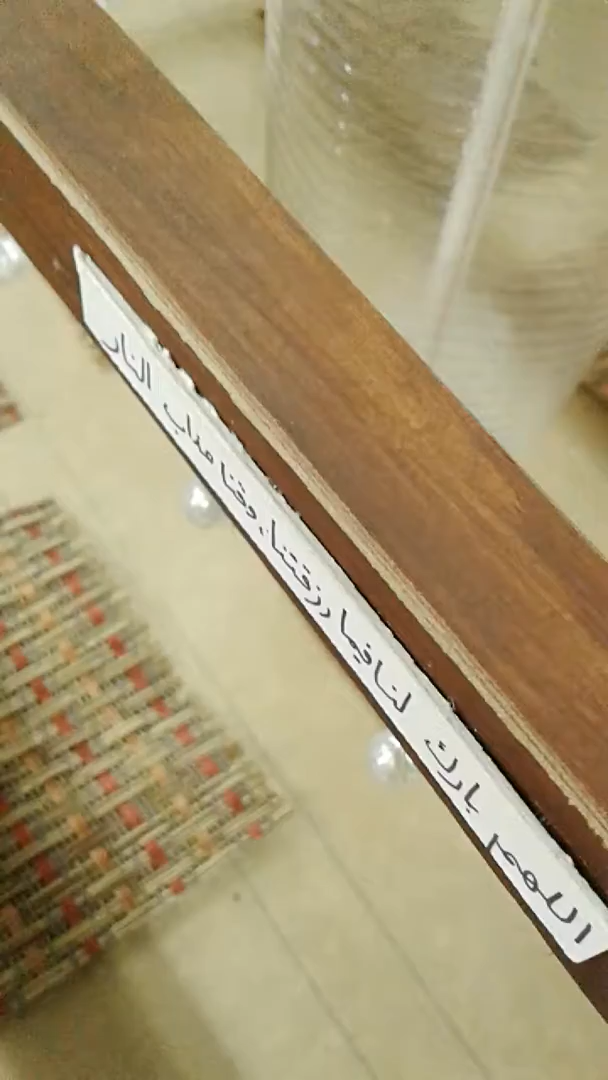 اللهم بارك لنا فيما رزقتنا، وقنا عذاب النار